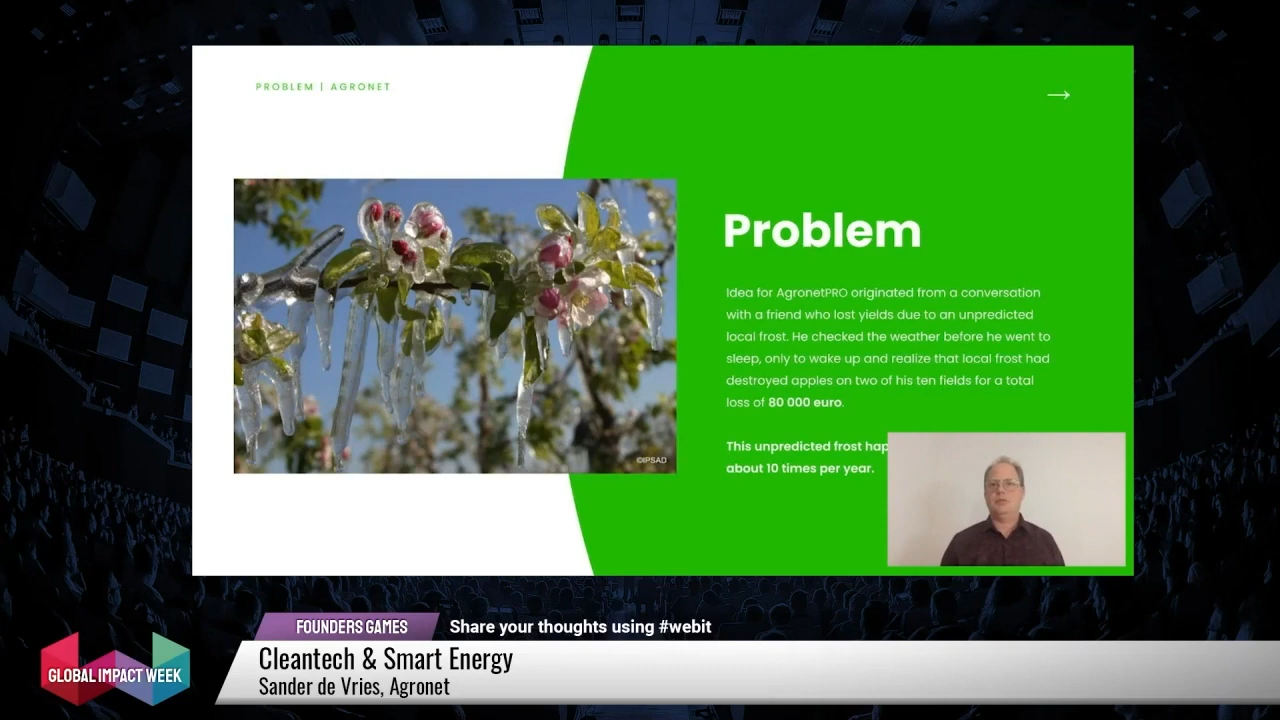 PROBLEM | AGRONET
→
©IPSAD
Problem
Idea for AgronetPRO originated from a conversation
with a friend who lost yields due to an unpredicted
local frost. He checked the weather before he went to
sleep, only to wake up and realize that local frost had
destroyed apples on two of his ten fields for a total
loss of 80 000 euro.
This unpredicted frost hap
about 10 times per year.
FOUNDERS GAMES
Share your thoughts using #webit
GLOBAL IMPACT WEEK
Cleantech & Smart Energy
Sander de Vries, Agronet